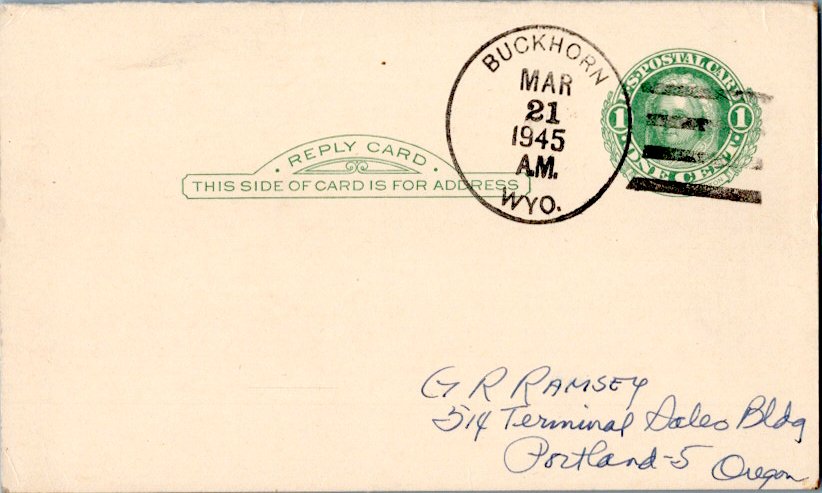 BUCKHORN
MAR
21
1945
A.M.
WYO.
U.S. POSTAL CARD
1 1
ONE CENT
· REPLY CARD ·
THIS SIDE OF CARD IS FOR ADDRESS
G R RAMSEY
514 Terminal Sales Bldg
Portland-5 Oregon